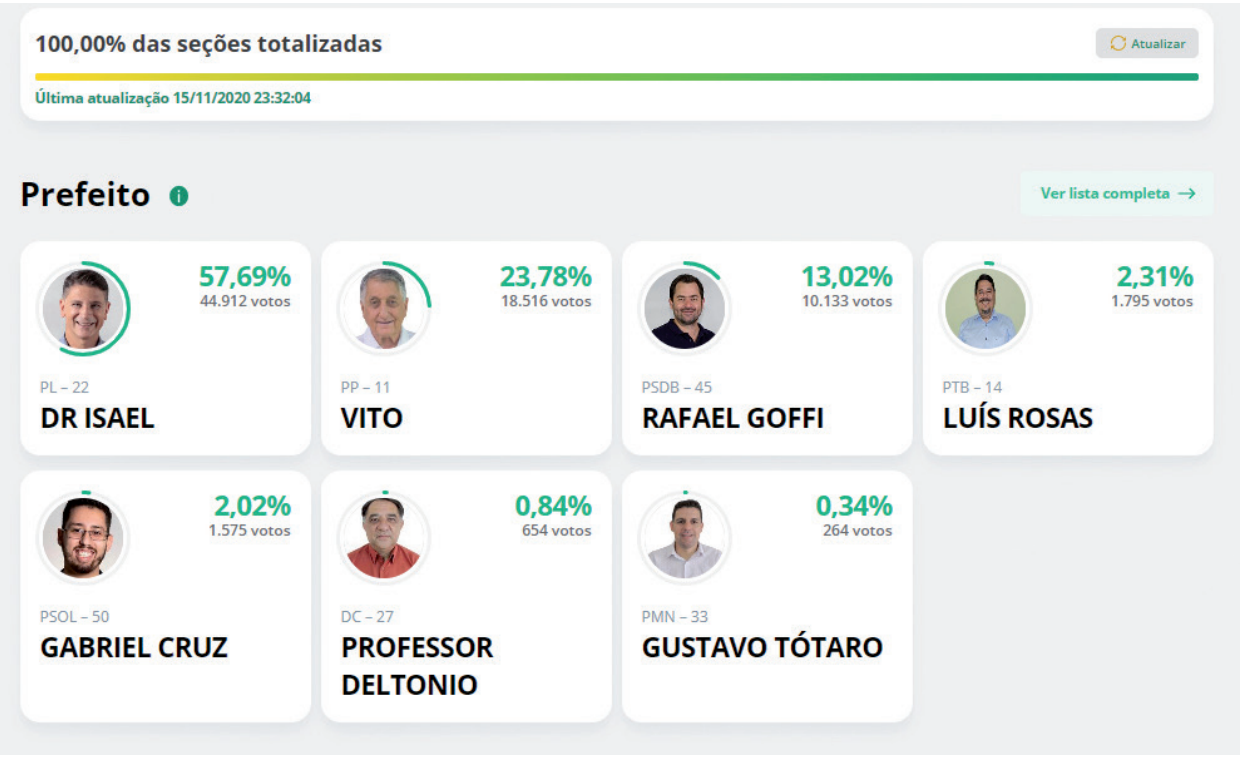 100,00% das seções totalizadas
Atualizar
Última atualização 15/11/2020 23:32:04
Prefeito
Ver lista completa →
57,69%
44.912 votos
PL – 22
DR ISAEL
23,78%
18.516 votos
PP – 11
VITO
13,02%
10.133 votos
PSDB – 45
RAFAEL GOFFI
2,31%
1.795 votos
PTB – 14
LUÍS ROSAS
2,02%
1.575 votos
PSOL – 50
GABRIEL CRUZ
0,84%
654 votos
DC – 27
PROFESSOR
DELTONIO
0,34%
264 votos
PMN – 33
GUSTAVO TÓTARO